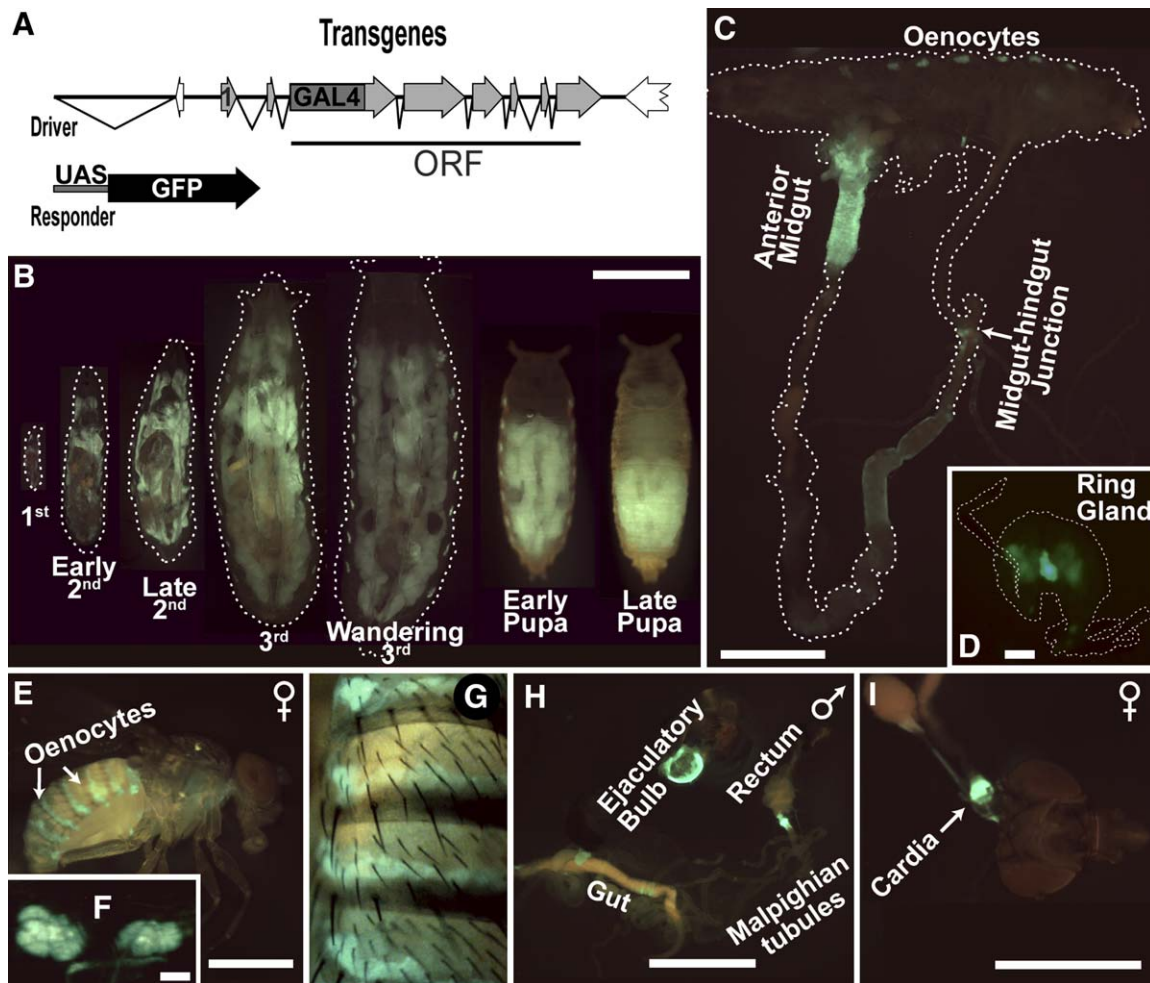 A
Transgenes
1
GAL4
Driver
ORF
UAS
GFP
Responder
B
1st
Early
2nd
Late
2nd
3rd
Wandering
3rd
Early
Pupa
Late
Pupa
C
Oenocytes
Anterior
Midgut
Midgut-hindgut
Junction
Ring
Gland
D
E
♀
Oenocytes
F
G
H
♂
Ejaculatory
Bulb
Rectum
Gut
Malpighian
tubules
I
♀
Cardia